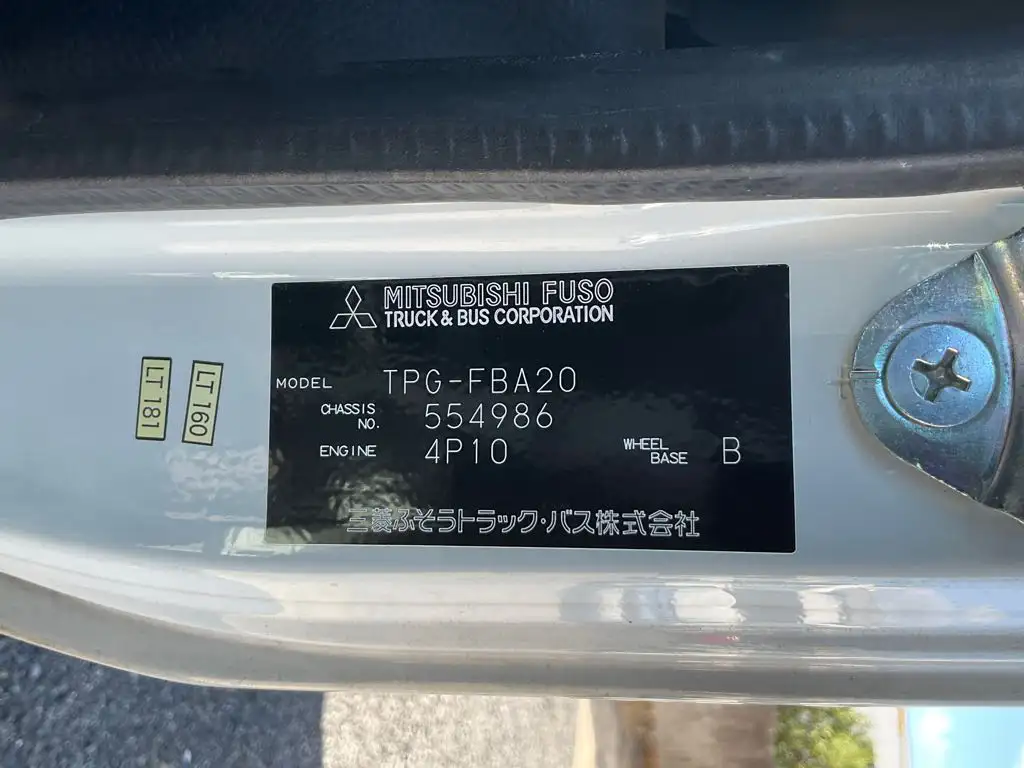 MITSUBISHI FUSO
TRUCK & BUS CORPORATION
MODEL TPG-FBA20
CHASSIS NO. 554986
ENGINE 4P10 WHEEL BASE B
三菱ふそうトラック・バス株式会社
LT 181
LT 160